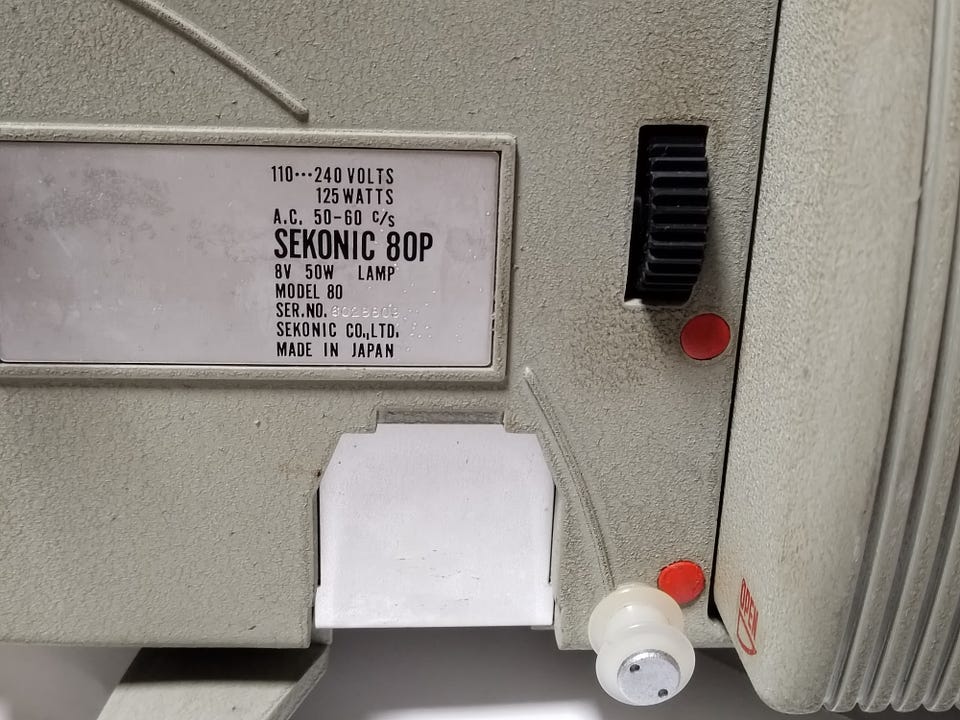 110···240 VOLTS
125 WATTS
A.C. 50-60 c/s
SEKONIC 80P
8V 50W LAMP
MODEL 80
SER.NO.
SEKONIC CO.,LTD.
MADE IN JAPAN
OPEN